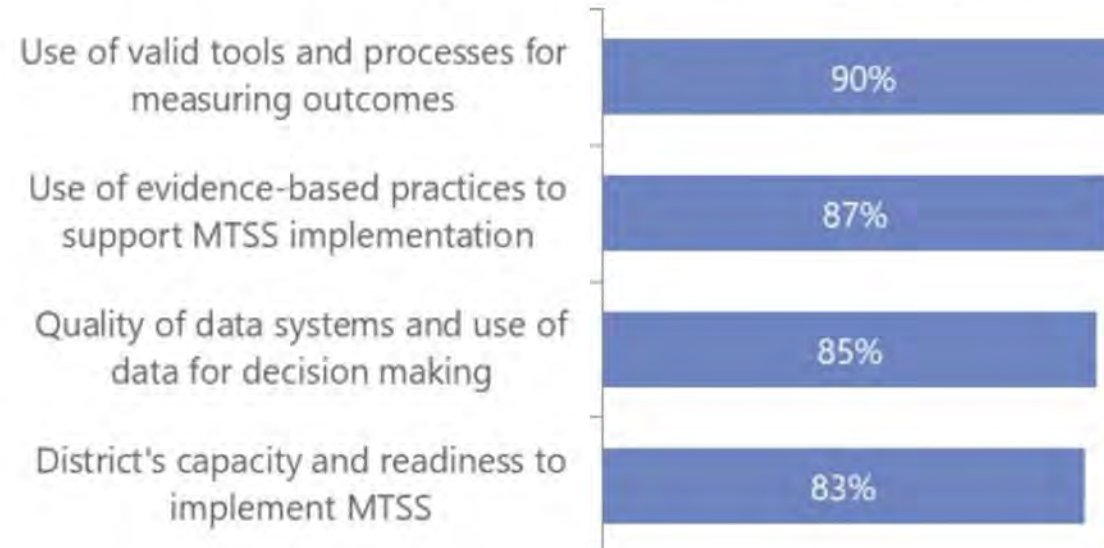 Use of valid tools and processes for
measuring outcomes
90%
Use of evidence-based practices to
support MTSS implementation
87%
Quality of data systems and use of
data for decision making
85%
District's capacity and readiness to
implement MTSS
83%